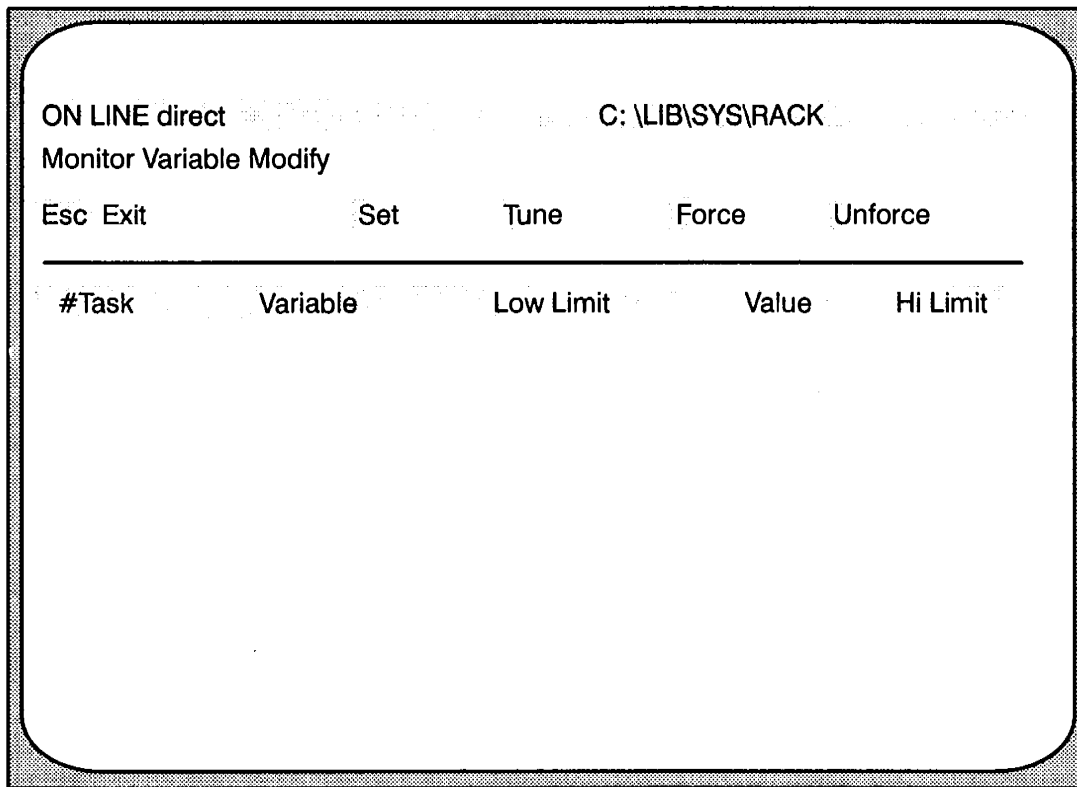 ON LINE direct C: \LIB\SYS\RACK
Monitor Variable Modify
Esc Exit Set Tune Force Unforce
#Task Variable Low Limit Value Hi Limit